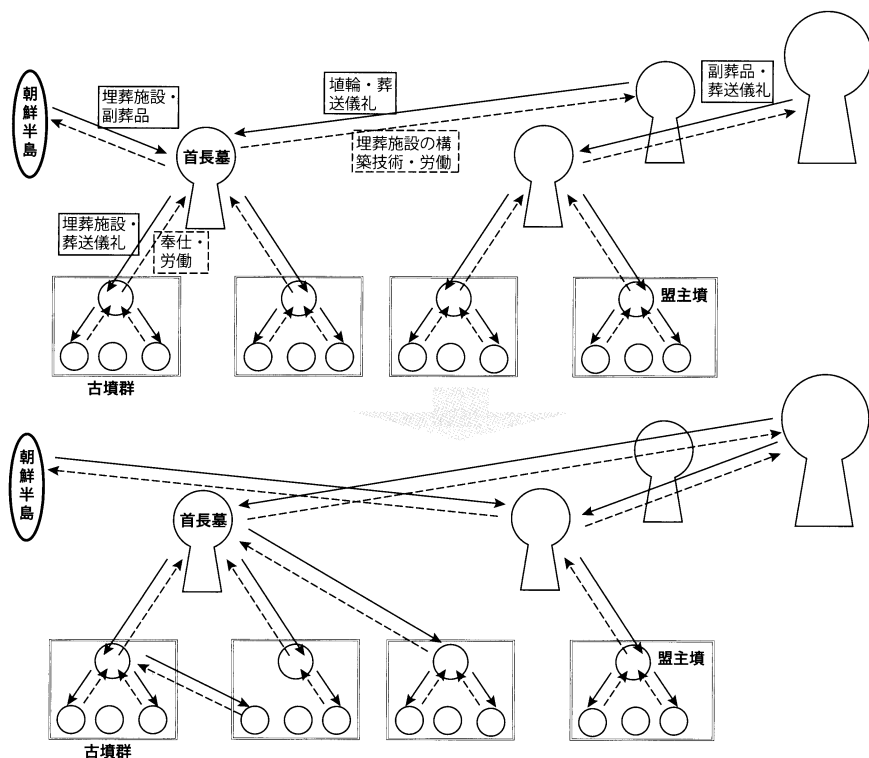 朝鮮半島
埋葬施設・
副葬品
埴輪・葬
送儀礼
副葬品・
葬送儀礼
首長墓
埋葬施設の構
築技術・労働
埋葬施設・
葬送儀礼
奉仕・
労働
盟主墳
古墳群
朝鮮半島
首長墓
盟主墳
古墳群